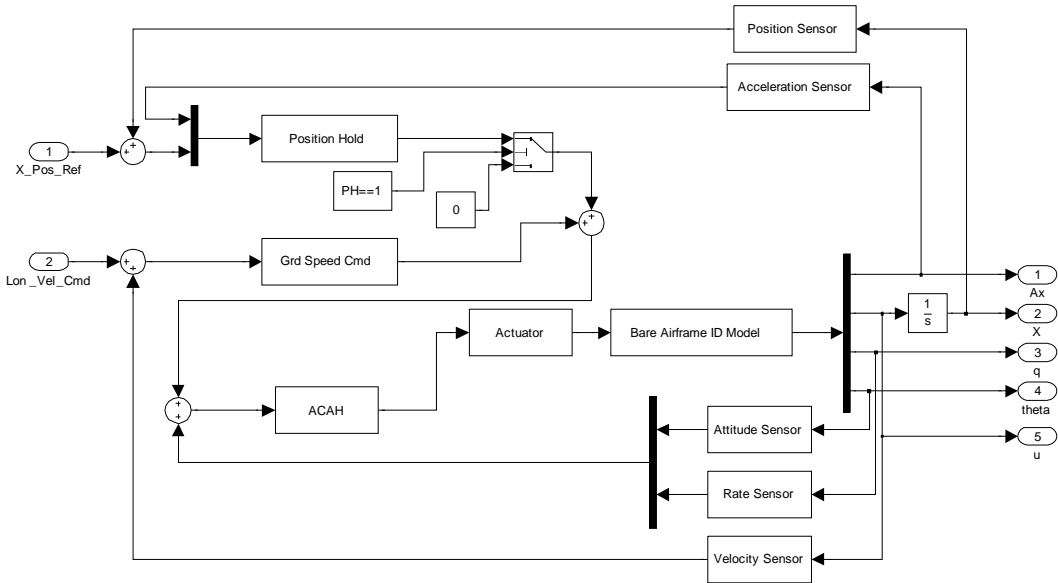 Position Sensor
Acceleration Sensor
1
X_Pos_Ref
+
+
Position Hold
PH==1
0
+
+
2
Lon _Vel_Cmd
+
+
Grd Speed Cmd
1
Ax
1
s
2
X
Actuator
Bare Airframe ID Model
3
q
4
theta
+
+
ACAH
Attitude Sensor
5
u
Rate Sensor
Velocity Sensor